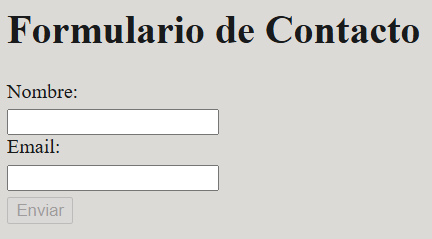 Formulario de Contacto
Nombre:
Email:
Enviar